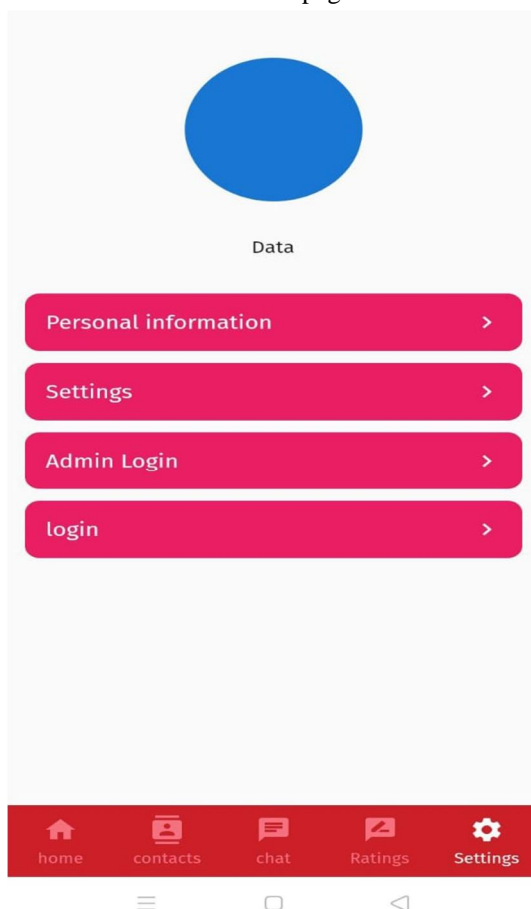 Data
Personal information
Settings
Admin Login
login
home contacts chat Ratings Settings